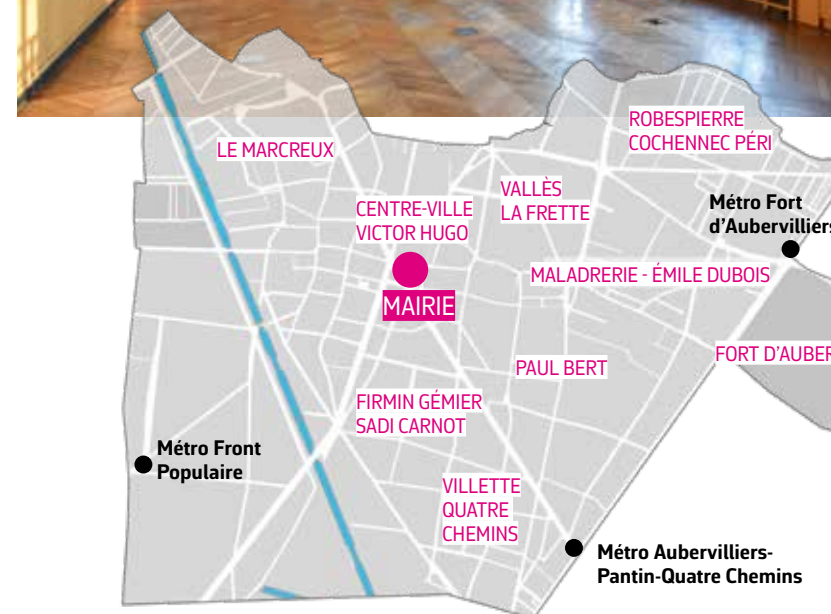 ROBESPIERRE
COCHENNEC PÉRI
LE MARCREUX
VALLÈS
LA FRETTE
CENTRE-VILLE
VICTOR HUGO
Métro Fort
d'Aubervilliers
MALADRERIE - ÉMILE DUBOIS
MAIRIE
FORT D'AUBER
PAUL BERT
FIRMIN GÉMIER
SADI CARNOT
Métro Front
Populaire
VILLETTE
QUATRE
CHEMINS
Métro Aubervilliers-
Pantin-Quatre Chemins